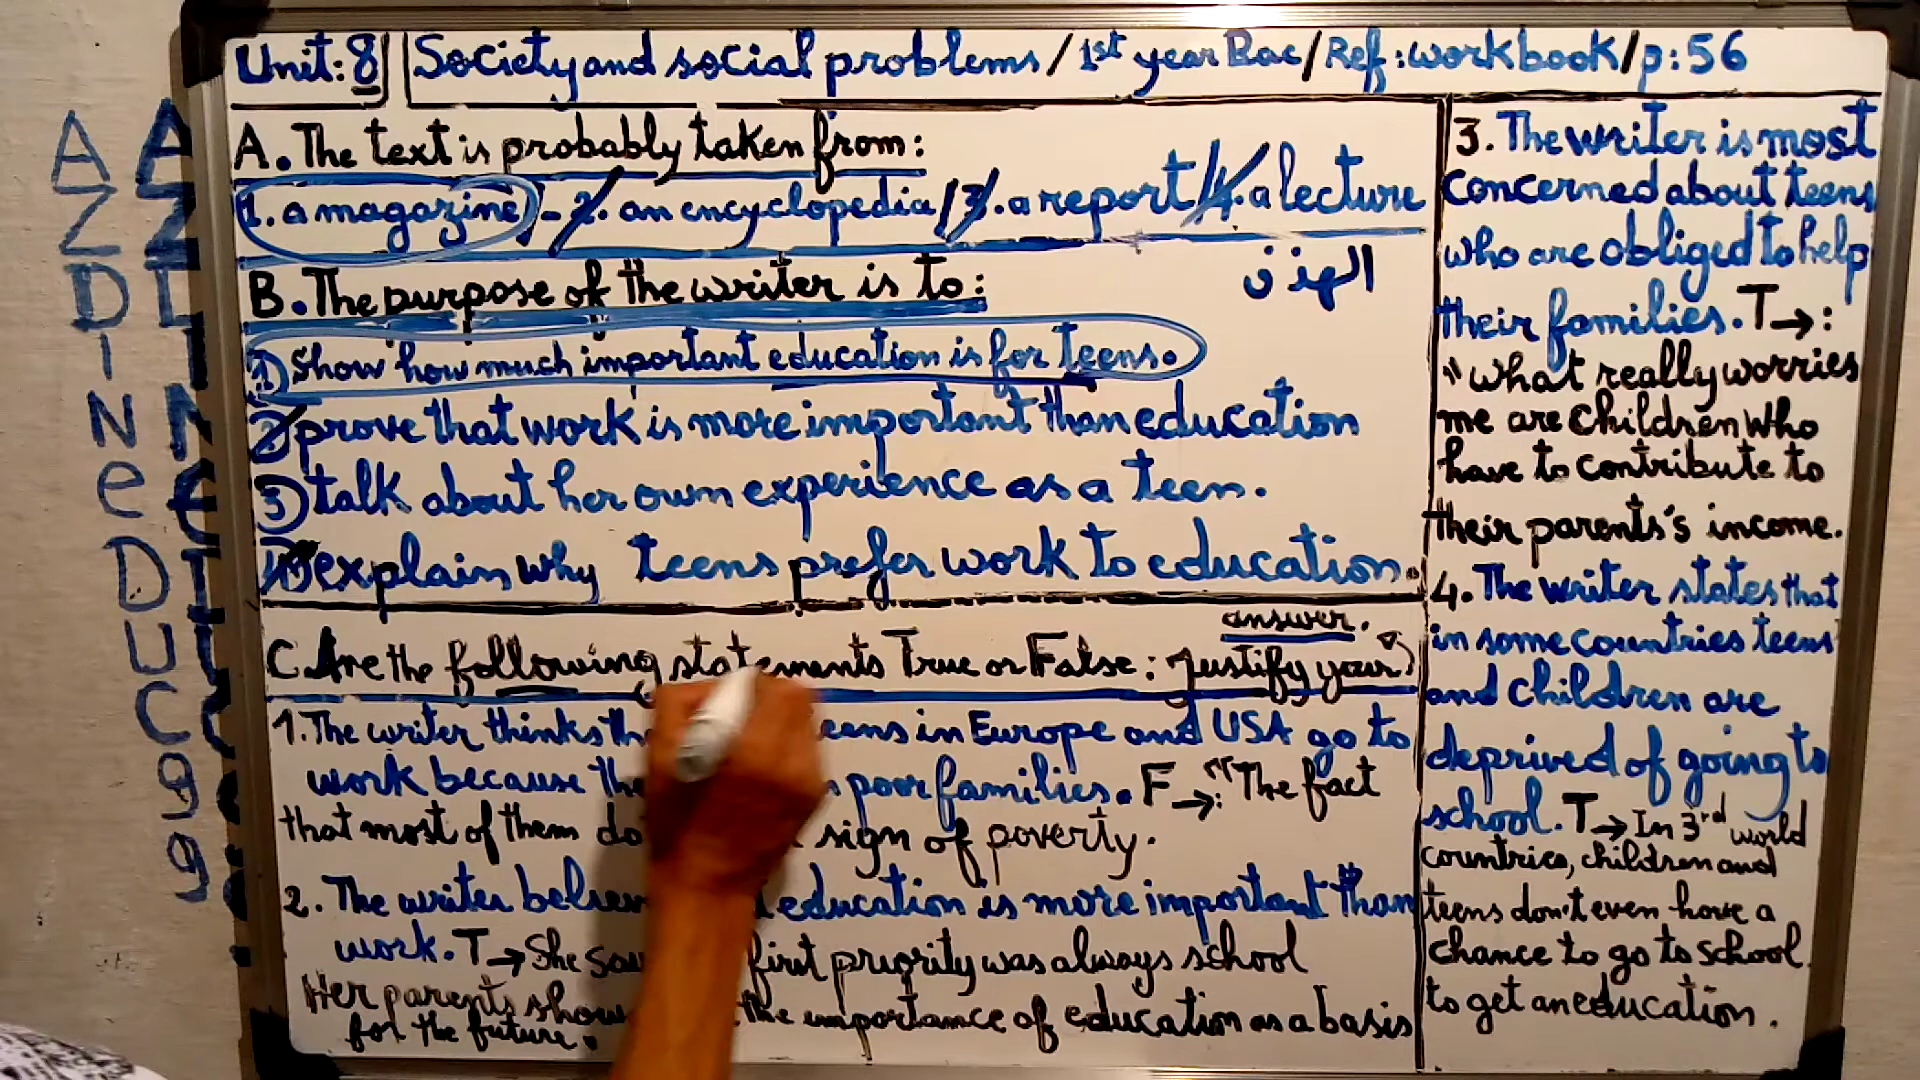 Unit: 8 Society and social problems / 1st year Bac / Ref: workbook / p: 56
A. The text is probably taken from:
1. a magazine - 2. an encyclopedia / 3. a report / 4. a lecture
B. The purpose of the writer is to:
1) Show how much important education is for teens.
2) prove that work is more important than education
3) talk about her own experience as a teen.
4) explain why teens prefer work to education.
answer.
C. Are the following statements True or False: Justify your
1. The writer thinks eens in Europe and USA go to
work because poor families. F →: "The fact
that most of them do sign of poverty.
2. The writer education is more important than
work. T → She first priority was always school
Her parents the importance of education as a basis
for the future.
3. The writer is most
concerned about teens
who are obliged to help
their families. T →:
"what really worries
me are children who
have to contribute to
their parents's income.
4. The writer states that
in some countries teens
and children are
deprived of going to
school. T → In 3rd world
countries, children and
teens don't even have a
chance to go to school
to get an education.
AZDINeDUC99